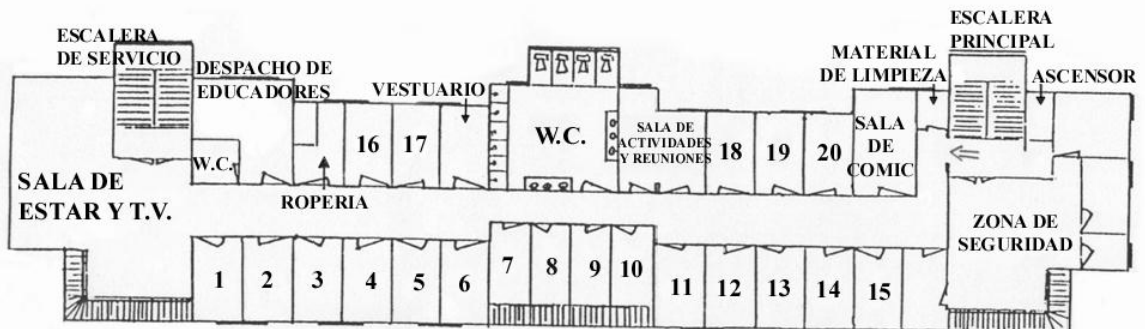 ESCALERA
DE SERVICIO
DESPACHO DE
EDUCADORES
VESTUARIO
MATERIAL
DE LIMPIEZA
ESCALERA
PRINCIPAL
ASCENSOR
16
17
W.C.
SALA DE
ACTIVIDADES
Y REUNIONES
18
19
20
SALA
DE
COMIC
W.C.
SALA DE
ESTAR Y T.V.
ROPERIA
ZONA DE
SEGURIDAD
1
2
3
4
5
6
7
8
9
10
11
12
13
14
15